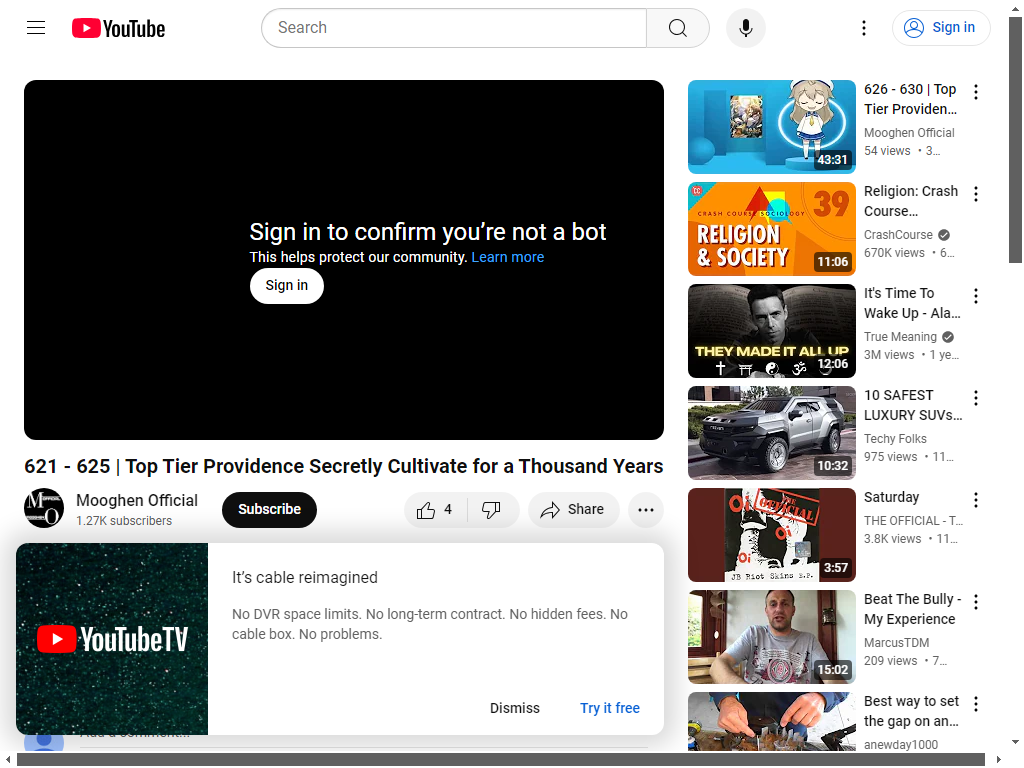 YouTube
Search
Sign in
Sign in to confirm you’re not a bot
This helps protect our community. Learn more
Sign in
621 - 625 | Top Tier Providence Secretly Cultivate for a Thousand Years
Mooghen Official
1.27K subscribers
Subscribe
4
Share
YouTubeTV
It’s cable reimagined
No DVR space limits. No long-term contract. No hidden fees. No
cable box. No problems.
Dismiss
Try it free
43:31
626 - 630 | Top
Tier Providen…
Mooghen Official
54 views • 3…
CRASH COURSE SOCIOLOGY
39
RELIGION
& SOCIETY
11:06
Religion: Crash
Course…
CrashCourse
670K views • 6…
THEY MADE IT ALL UP
12:06
It's Time To
Wake Up - Ala…
True Meaning
3M views • 1 ye…
10:32
10 SAFEST
LUXURY SUVs…
Techy Folks
975 views • 11…
Oi
THE
OFFICIAL
Oi
JB Riot Skins E.P.
3:57
Saturday
THE OFFICIAL - T…
3.8K views • 11…
15:02
Beat The Bully -
My Experience
MarcusTDM
209 views • 7…
Best way to set
the gap on an…
anewday1000